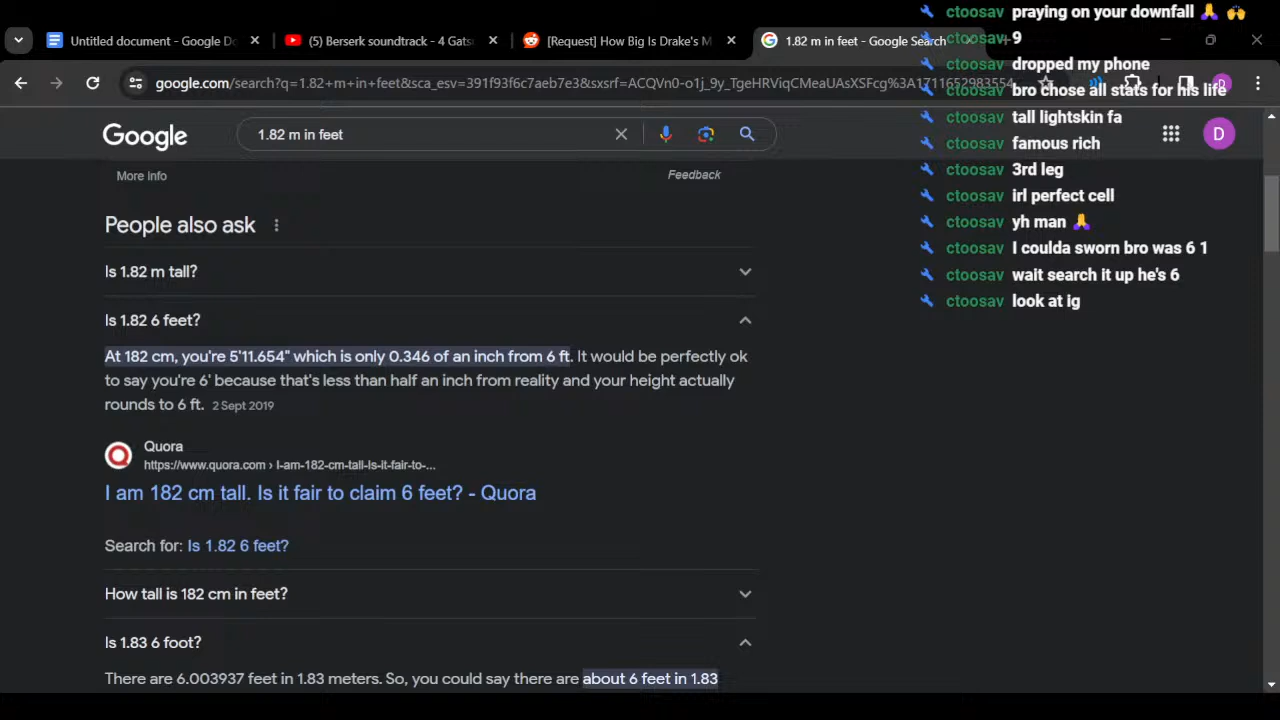 Untitled document - Google Do
(5) Berserk soundtrack - 4 Gats
[Request] How Big Is Drake's M
1.82 m in feet - Google Search
google.com/search?q=1.82+m+in+feet&sca_esv=391f93f6c7aeb7e3&sxsrf=ACQVn0-o1j_9y_TgeHRViqCMeaUAsXSFcg%3A1711652983554
Google
1.82 m in feet
D
More info
Feedback
People also ask
Is 1.82 m tall?
Is 1.82 6 feet?
At 182 cm, you're 5'11.654" which is only 0.346 of an inch from 6 ft. It would be perfectly ok
to say you're 6' because that's less than half an inch from reality and your height actually
rounds to 6 ft. 2 Sept 2019
Quora
https://www.quora.com › I-am-182-cm-tall-Is-it-fair-to-...
I am 182 cm tall. Is it fair to claim 6 feet? - Quora
Search for: Is 1.82 6 feet?
How tall is 182 cm in feet?
Is 1.83 6 foot?
There are 6.003937 feet in 1.83 meters. So, you could say there are about 6 feet in 1.83
ctoosav praying on your downfall 🙏 🙌
ctoosav 9
ctoosav dropped my phone
ctoosav bro chose all stats for his life
ctoosav tall lightskin fa
ctoosav famous rich
ctoosav 3rd leg
ctoosav irl perfect cell
ctoosav yh man 🙏
ctoosav I coulda sworn bro was 6 1
ctoosav wait search it up he's 6
ctoosav look at ig